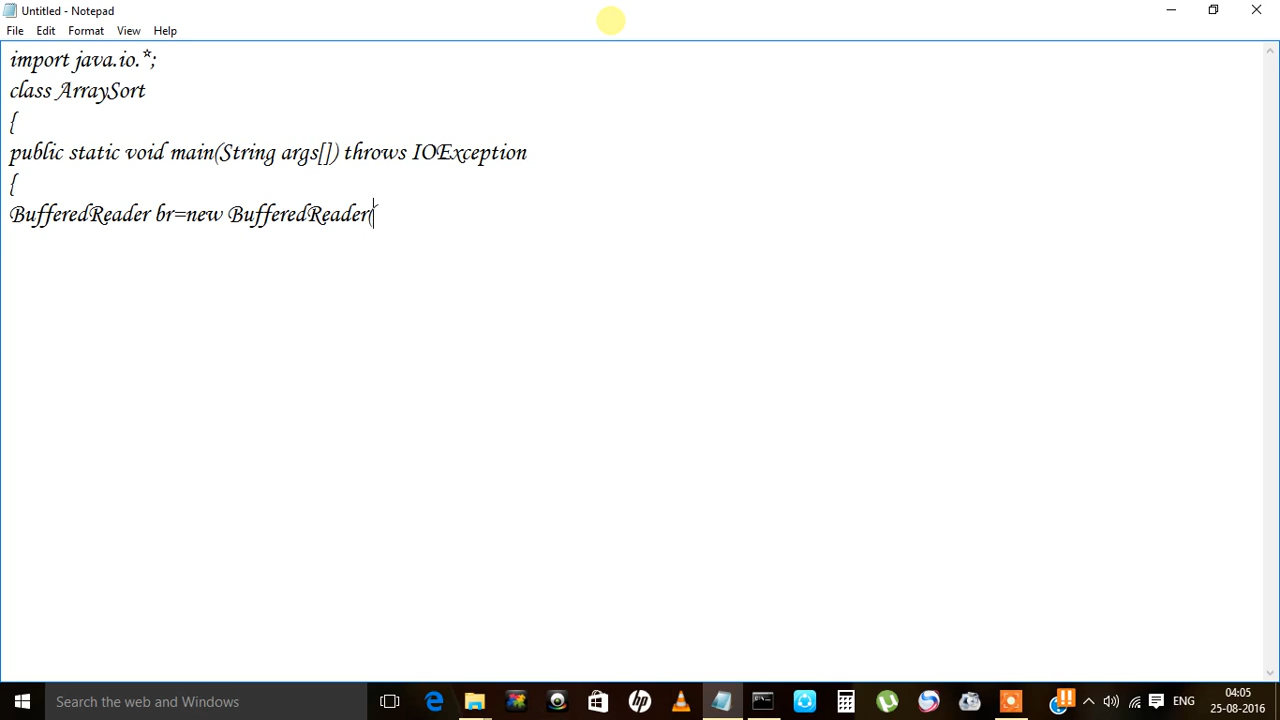 Untitled - Notepad
File Edit Format View Help
import java.io.*;
class ArraySort
{
public static void main(String args[]) throws IOException
{
BufferedReader br=new BufferedReader(
Search the web and Windows
ENG
04:05
25-08-2016